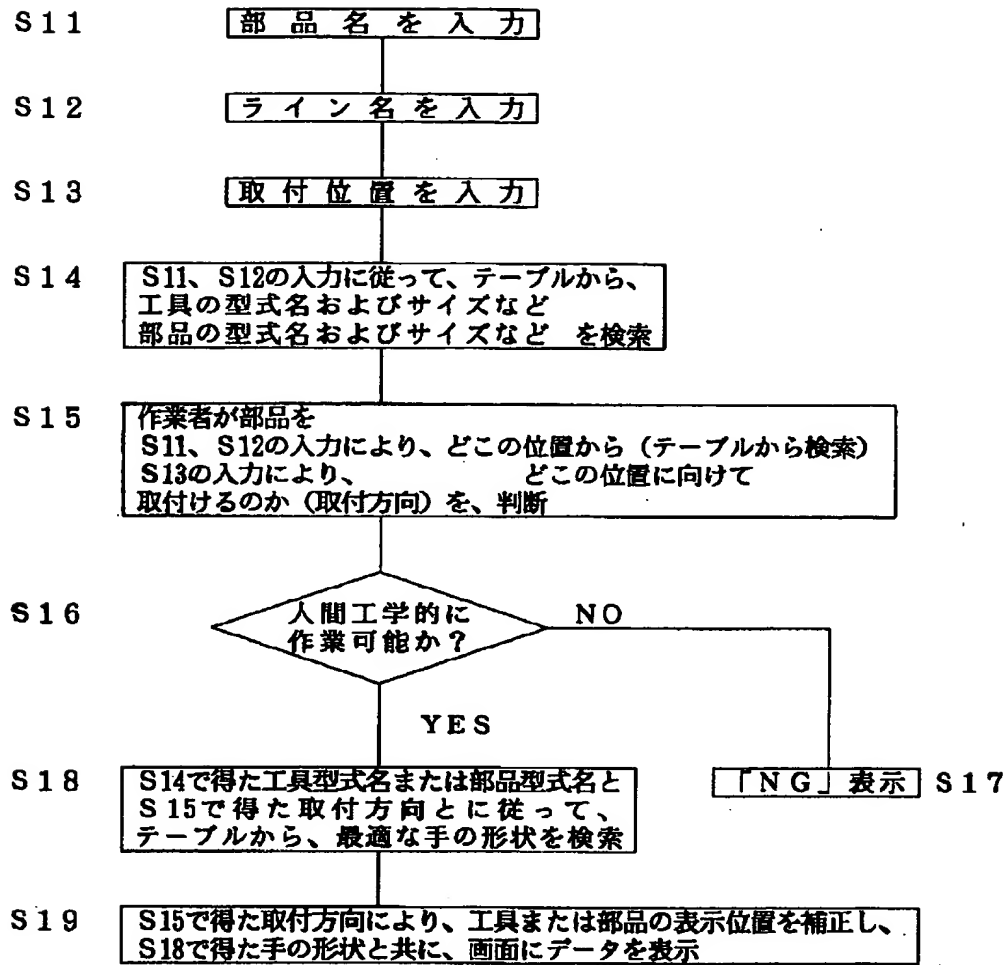 S11 部品名を入力
S12 ライン名を入力
S13 取付位置を入力
S14 S11、S12の入力に従って、テーブルから、
工具の型式名およびサイズなど
部品の型式名およびサイズなど を検索
S15 作業者が部品を
S11、S12の入力により、どこの位置から（テーブルから検索）
S13の入力により、 どこの位置に向けて
取付けるのか（取付方向）を、判断
S16 人間工学的に NO
作業可能か？
YES
S18 S14で得た工具型式名または部品型式名と 「NG」表示 S17
S15で得た取付方向とに従って、
テーブルから、最適な手の形状を検索
S19 S15で得た取付方向により、工具または部品の表示位置を補正し、
S18で得た手の形状と共に、画面にデータを表示